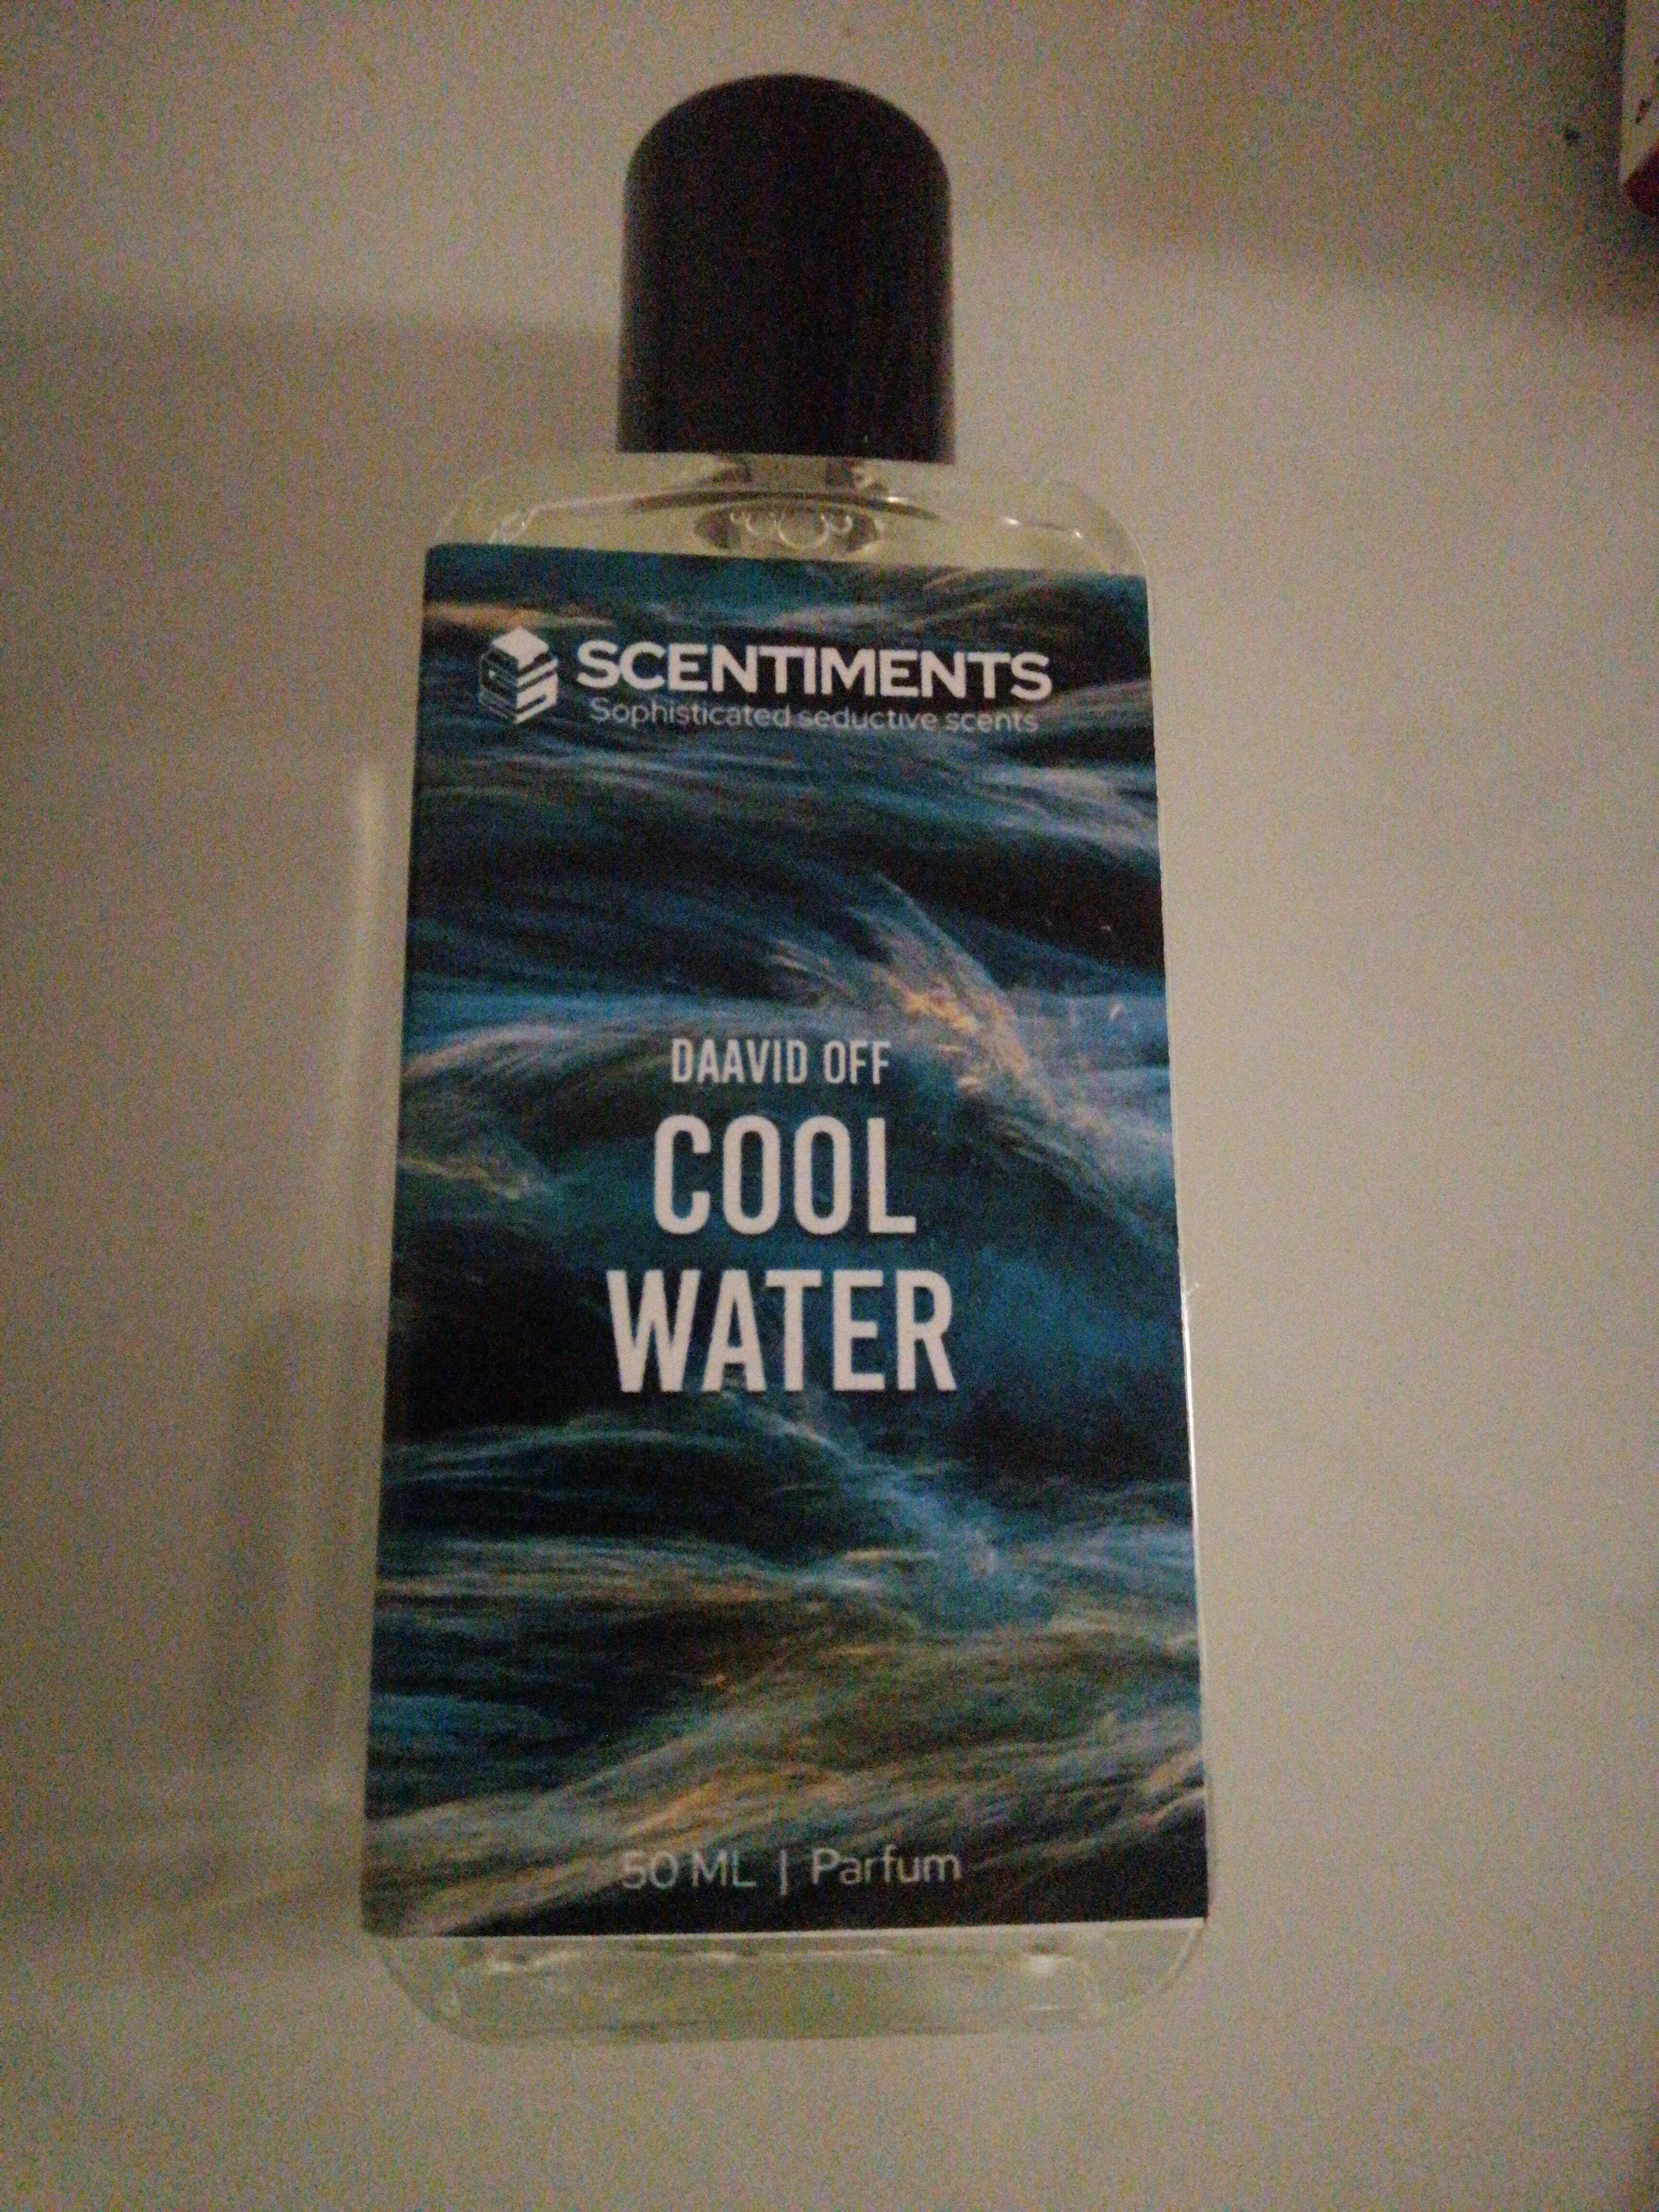 SCENTIMENTS
Sophisticated seductive scents
DAAVID OFF
COOL
WATER
50 ML | Parfum